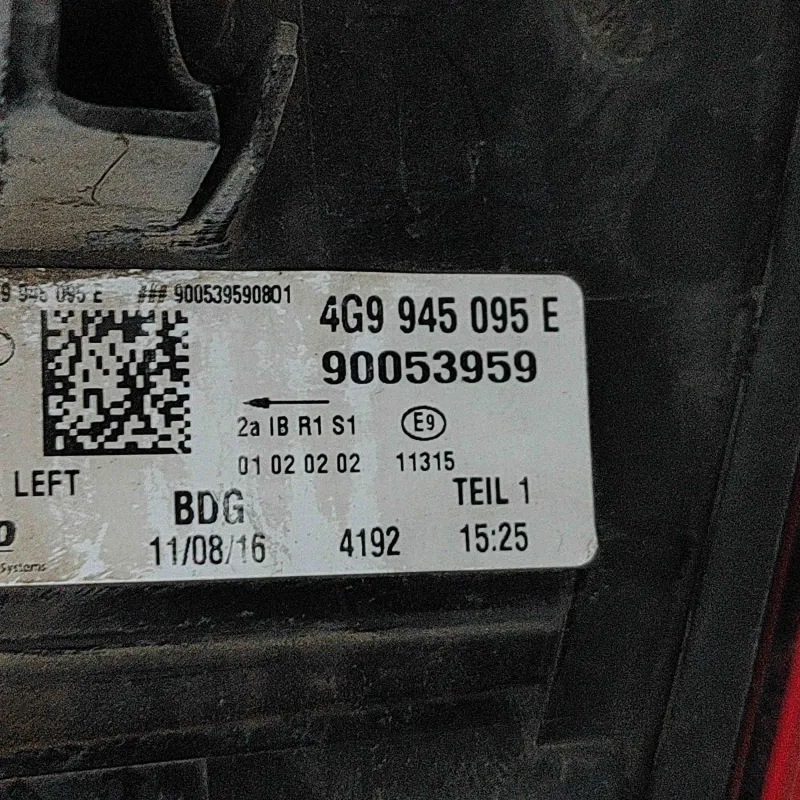 9 945 095 E ### 900539590801
4G9 945 095 E
90053959
2a IB R1 S1 E9
01 02 02 02 11315
LEFT
TEIL 1
BDG
Systems
11/08/16 4192 15:25